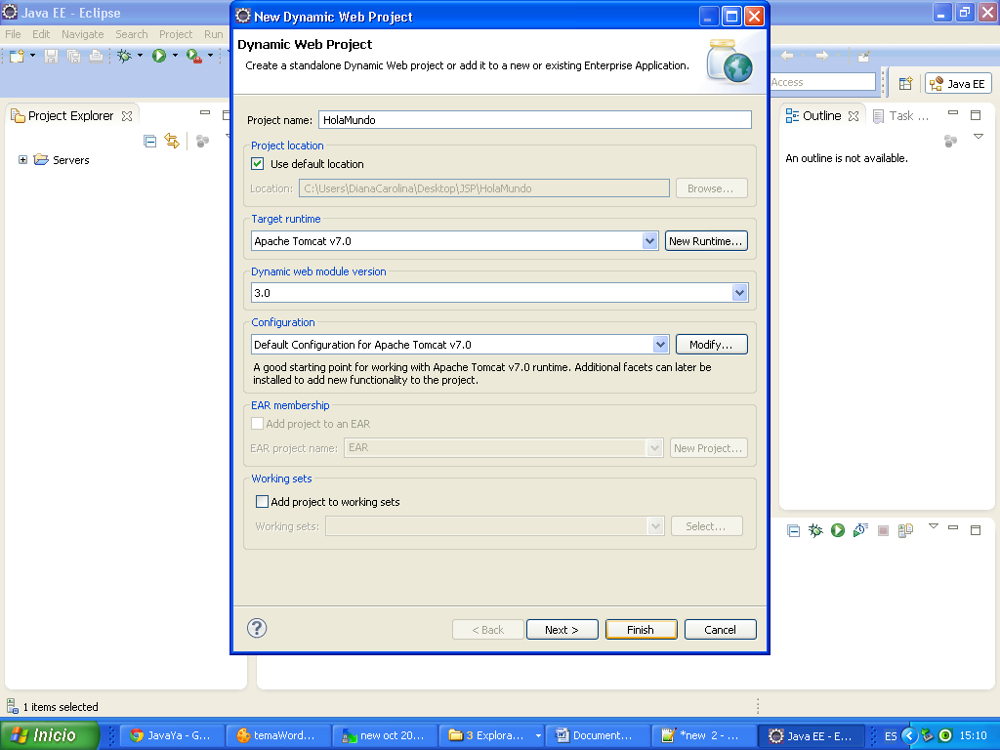 Java EE - Eclipse
New Dynamic Web Project
File Edit Navigate Search Project Run
Dynamic Web Project
Create a standalone Dynamic Web project or add it to a new or existing Enterprise Application.
Access
Java EE
Project Explorer
Servers
Outline
Task ...
An outline is not available.
Project name: HolaMundo
Project location
Use default location
Location: C:\Users\DianaCarolina\Desktop\JSP\HolaMundo Browse...
Target runtime
Apache Tomcat v7.0 New Runtime...
Dynamic web module version
3.0
Configuration
Default Configuration for Apache Tomcat v7.0 Modify...
A good starting point for working with Apache Tomcat v7.0 runtime. Additional facets can later be
installed to add new functionality to the project.
EAR membership
Add project to an EAR
EAR project name: EAR New Project...
Working sets
Add project to working sets
Working sets: Select...
< Back Next > Finish Cancel
1 items selected
Inicio JavaYa - G... temaWord... new oct 20... 3 Explora... Document... *new 2 - ... Java EE - E... ES 15:10